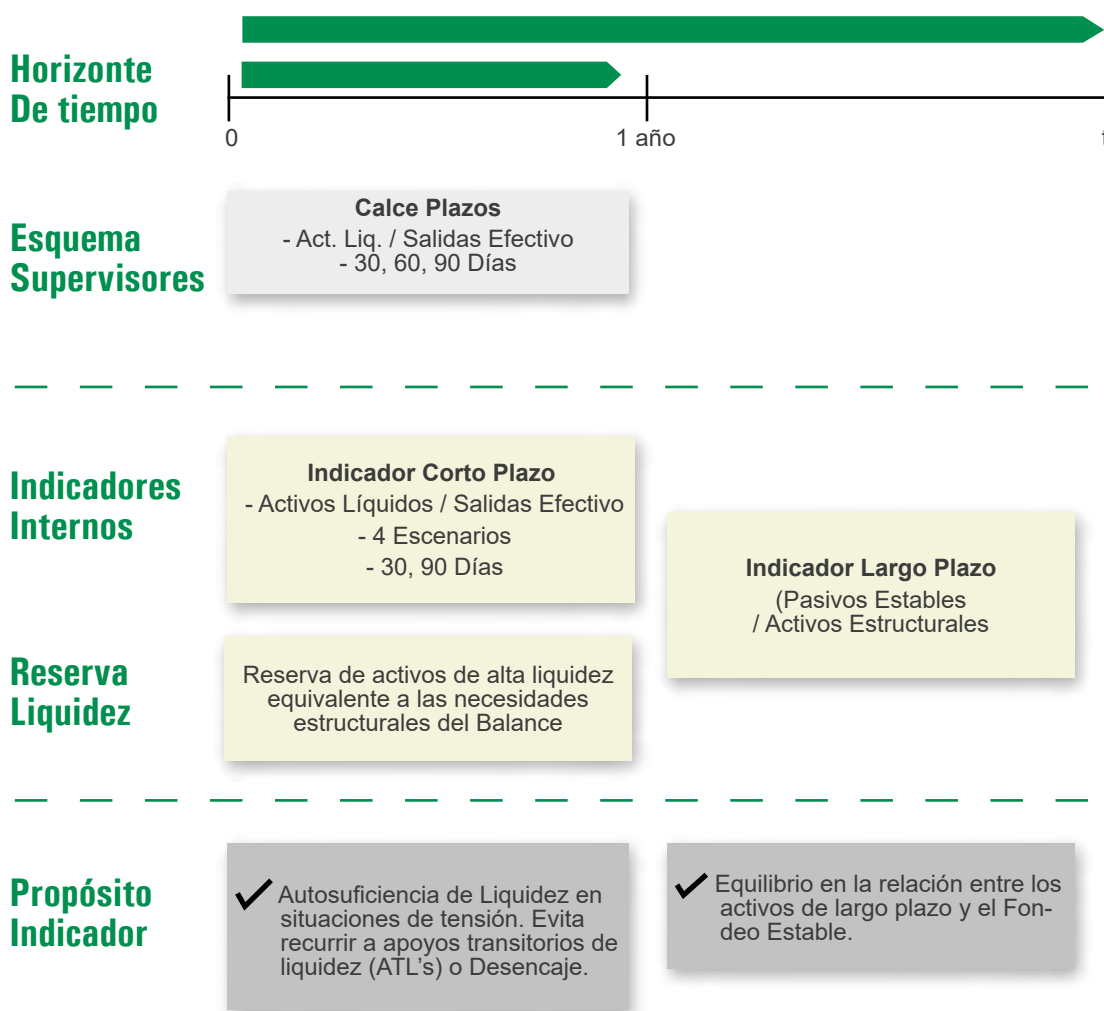 Horizonte
De tiempo
0
1 año
t
Esquema
Supervisores
Calce Plazos
- Act. Liq. / Salidas Efectivo
- 30, 60, 90 Días
Indicadores
Internos
Indicador Corto Plazo
- Activos Líquidos / Salidas Efectivo
- 4 Escenarios
- 30, 90 Días
Indicador Largo Plazo
(Pasivos Estables
/ Activos Estructurales
Reserva
Liquidez
Reserva de activos de alta liquidez
equivalente a las necesidades
estructurales del Balance
Propósito
Indicador
Autosuficiencia de Liquidez en
situaciones de tensión. Evita
recurrir a apoyos transitorios de
liquidez (ATL's) o Desencaje.
Equilibrio en la relación entre los
activos de largo plazo y el Fon-
deo Estable.